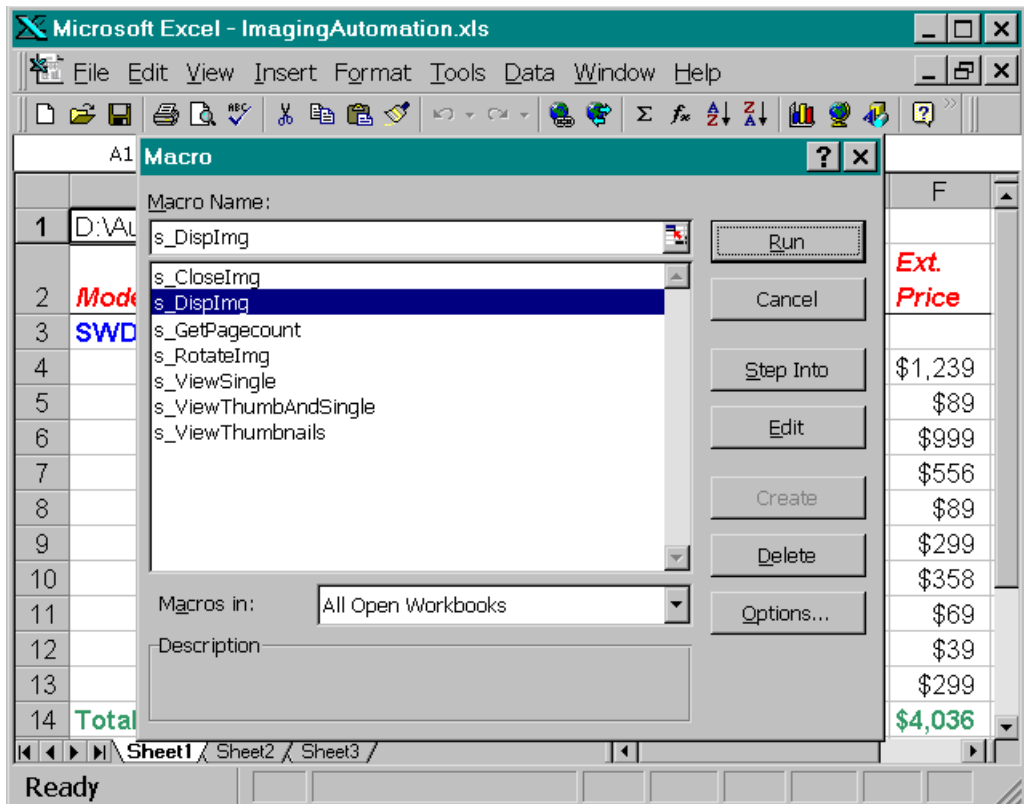 Microsoft Excel - ImagingAutomation.xls
File Edit View Insert Format Tools Data Window Help
A1
Macro
Macro Name:
s_DispImg
s_CloseImg
s_DispImg
s_GetPagecount
s_RotateImg
s_ViewSingle
s_ViewThumbAndSingle
s_ViewThumbnails
Run
Cancel
Step Into
Edit
Create
Delete
Options...
Macros in: All Open Workbooks
Description
F
1 D:\Au
Ext.
2 Mode Price
3 SWD
4 $1,239
5 $89
6 $999
7 $556
8 $89
9 $299
10 $358
11 $69
12 $39
13 $299
14 Total $4,036
Sheet1 Sheet2 Sheet3
Ready